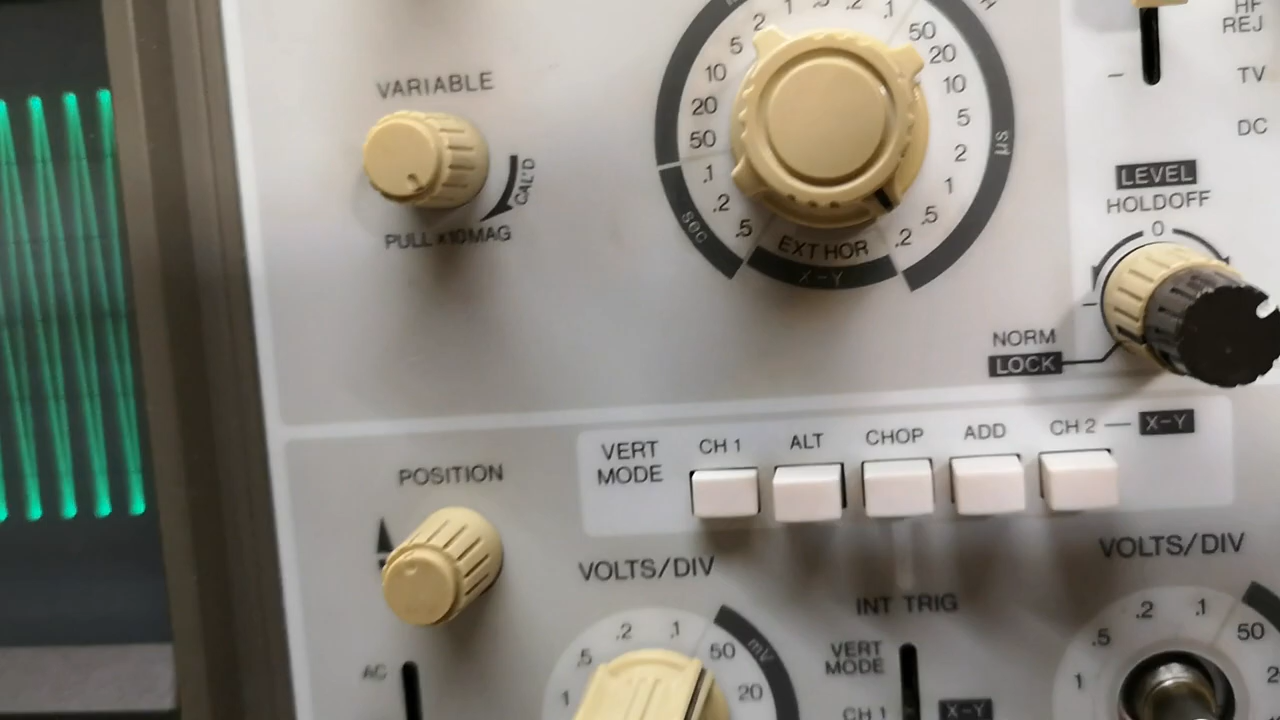 VARIABLE
CAL'D
PULL x10 MAG
2 1 .5 .2 .1
5
10
20
50
.1
.2
.5
50
20
10
5
2
1
.5
.2
sec
µs
EXT HOR
X-Y
HF
REJ
TV
DC
LEVEL
HOLDOFF
0
NORM
LOCK
VERT
MODE
CH 1
ALT
CHOP
ADD
CH 2
X-Y
POSITION
VOLTS/DIV
.2 .1
.5
50
mV
1
20
AC
INT TRIG
VERT
MODE
CH 1
X-Y
VOLTS/DIV
.2 .1
.5
50
1